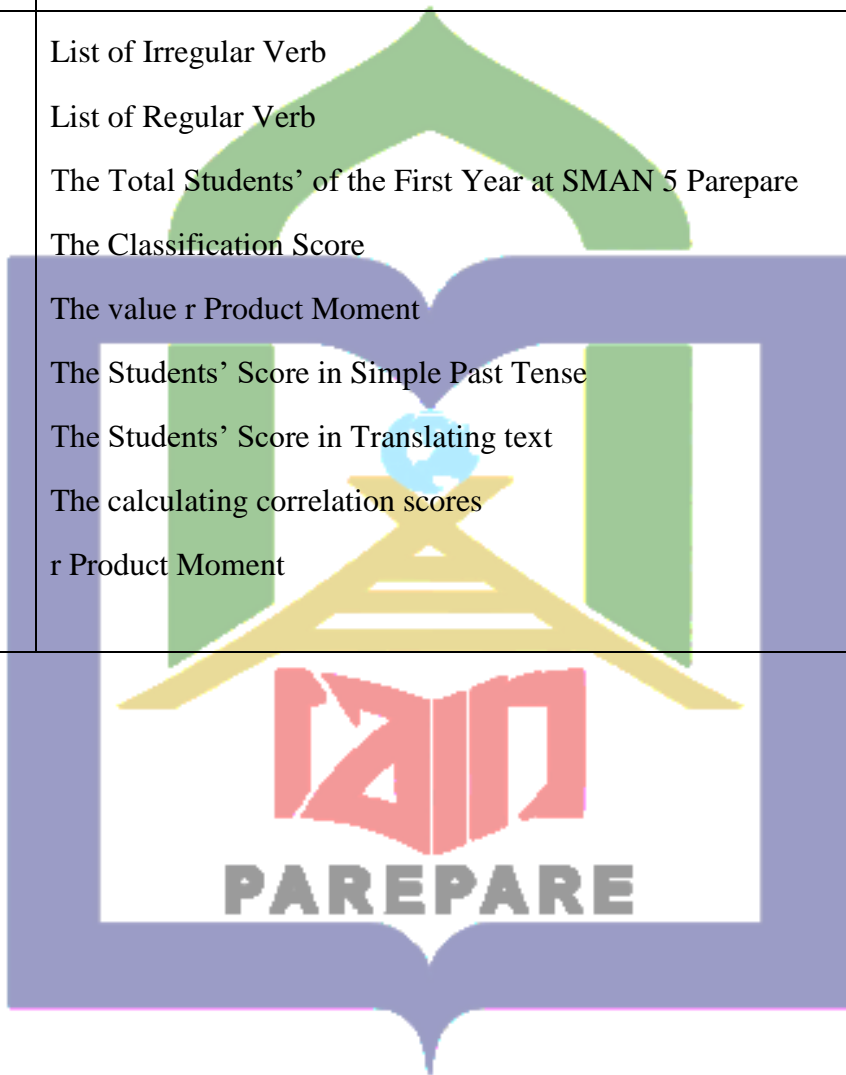 List of Irregular Verb
List of Regular Verb
The Total Students’ of the First Year at SMAN 5 Parepare
The Classification Score
The value r Product Moment
The Students’ Score in Simple Past Tense
The Students’ Score in Translating text
The calculating correlation scores
r Product Moment
iain
PAREPARE